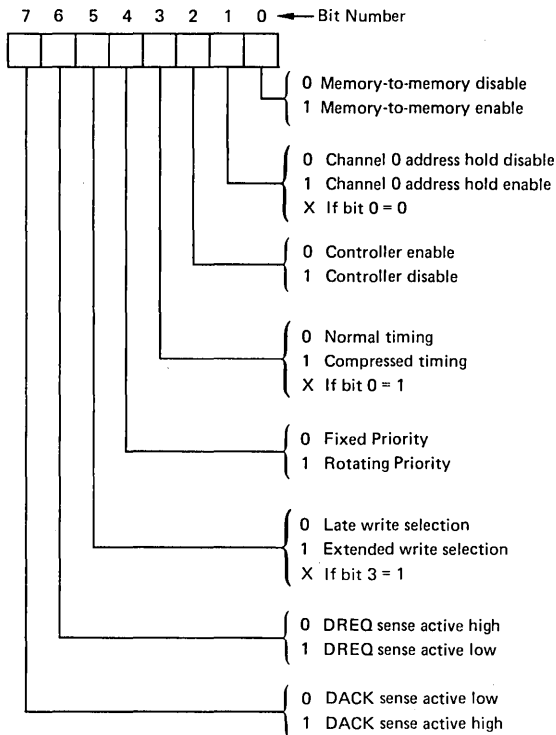 7 6 5 4 3 2 1 0 Bit Number
0 Memory-to-memory disable
1 Memory-to-memory enable
0 Channel 0 address hold disable
1 Channel 0 address hold enable
X If bit 0 = 0
0 Controller enable
1 Controller disable
0 Normal timing
1 Compressed timing
X If bit 0 = 1
0 Fixed Priority
1 Rotating Priority
0 Late write selection
1 Extended write selection
X If bit 3 = 1
0 DREQ sense active high
1 DREQ sense active low
0 DACK sense active low
1 DACK sense active high